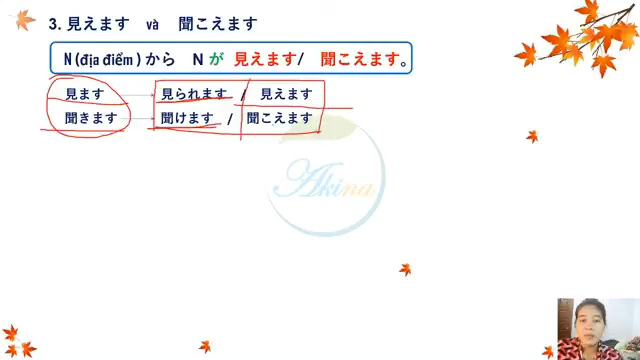 3. 見えます và 聞こえます
N (địa điểm ) から N が 見えます/ 聞こえます。
見ます 見られます / 見えます
聞きます 聞けます / 聞こえます
Akina